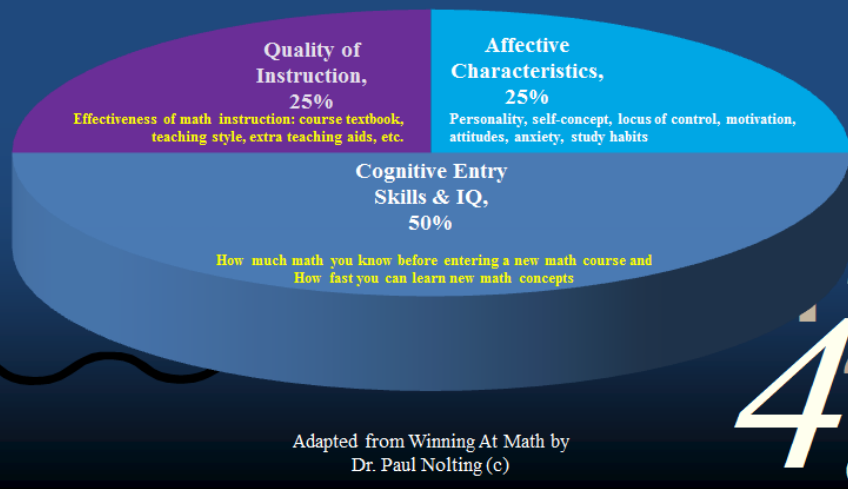 Quality of
Instruction,
25%
Effectiveness of math instruction: course textbook,
teaching style, extra teaching aids, etc.
Affective
Characteristics,
25%
Personality, self-concept, locus of control, motivation,
attitudes, anxiety, study habits
Cognitive Entry
Skills & IQ,
50%
How much math you know before entering a new math course and
How fast you can learn new math concepts
4
Adapted from Winning At Math by
Dr. Paul Nolting (c)